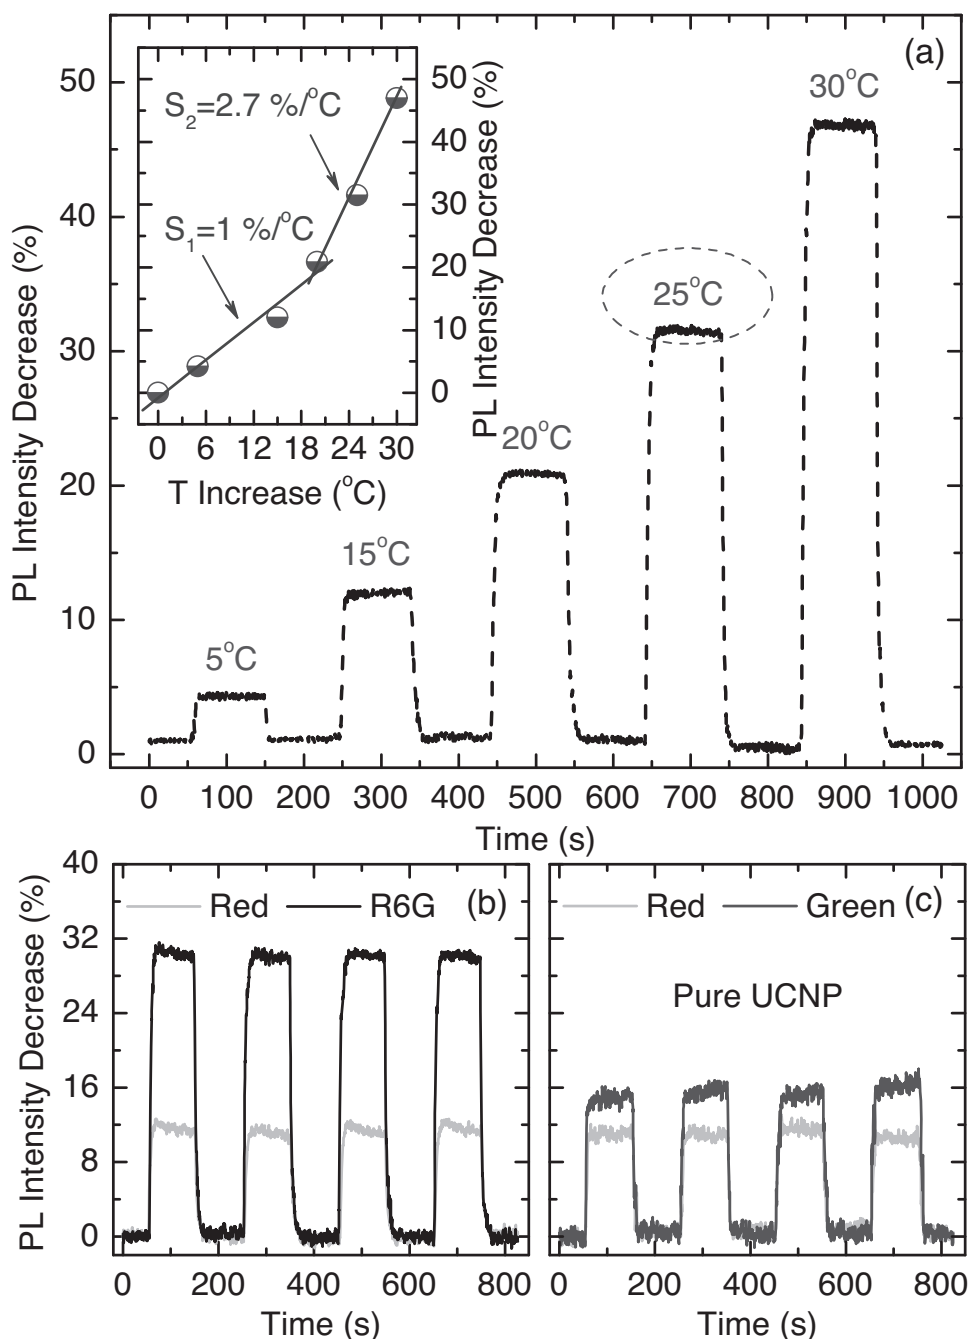 (a)
PL Intensity Decrease (%)
50
40
30
20
10
0
0 100 200 300 400 500 600 700 800 900 1000
Time (s)
5°C
15°C
20°C
25°C
30°C
S₂=2.7 %/°C
S₁=1 %/°C
PL Intensity Decrease (%)
50
40
30
20
10
0
0 6 12 18 24 30
T Increase (°C)
PL Intensity Decrease (%)
40
32
24
16
8
0
Red R6G (b)
0 200 400 600 800
Time (s)
Red Green (c)
Pure UCNP
0 200 400 600 800
Time (s)